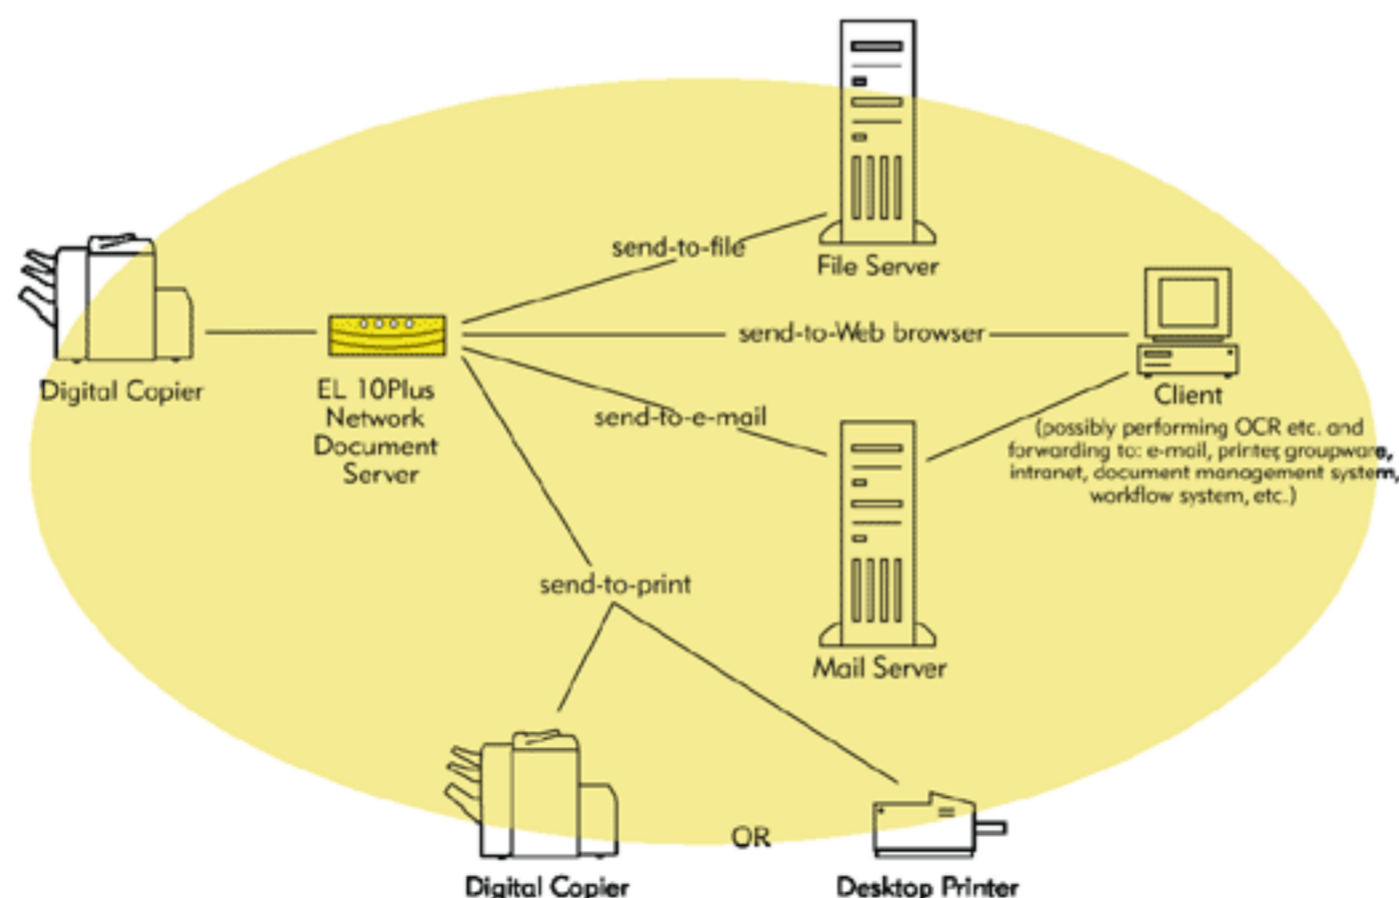 send-to-file
File Server
send-to-Web browser
Digital Copier
EL 10Plus
Network
Document
Server
Client
(possibly performing OCR etc. and
forwarding to: e-mail, printer, groupware,
intranet, document management system,
workflow system, etc.)
send-to-e-mail
send-to-print
Mail Server
OR
Digital Copier
Desktop Printer